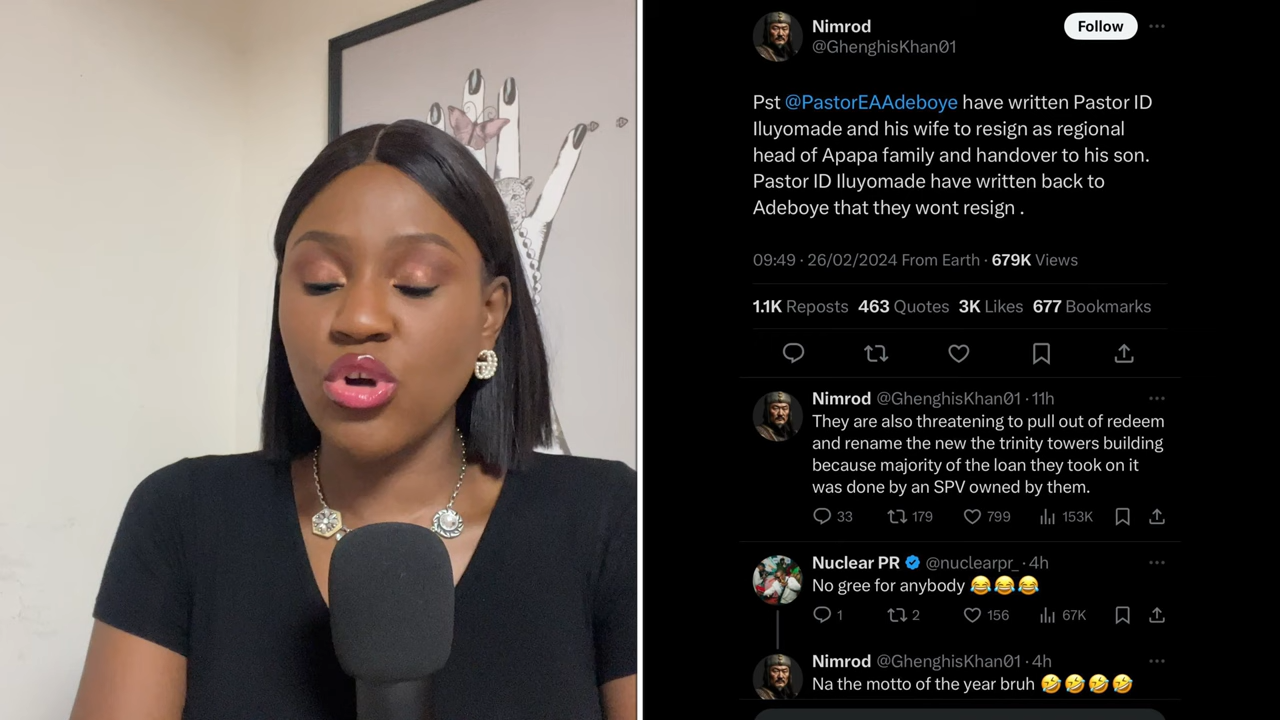 Nimrod
@GhenghisKhan01
Follow
Pst @PastorEAAdeboye have written Pastor ID
Iluyomade and his wife to resign as regional
head of Apapa family and handover to his son.
Pastor ID Iluyomade have written back to
Adeboye that they wont resign .
09:49 · 26/02/2024 From Earth · 679K Views
1.1K Reposts 463 Quotes 3K Likes 677 Bookmarks
Nimrod @GhenghisKhan01 · 11h
They are also threatening to pull out of redeem
and rename the new the trinity towers building
because majority of the loan they took on it
was done by an SPV owned by them.
33 179 799 153K
Nuclear PR @nuclearpr_ · 4h
No gree for anybody 😂😂😂
1 2 156 67K
Nimrod @GhenghisKhan01 · 4h
Na the motto of the year bruh 🤣🤣🤣🤣